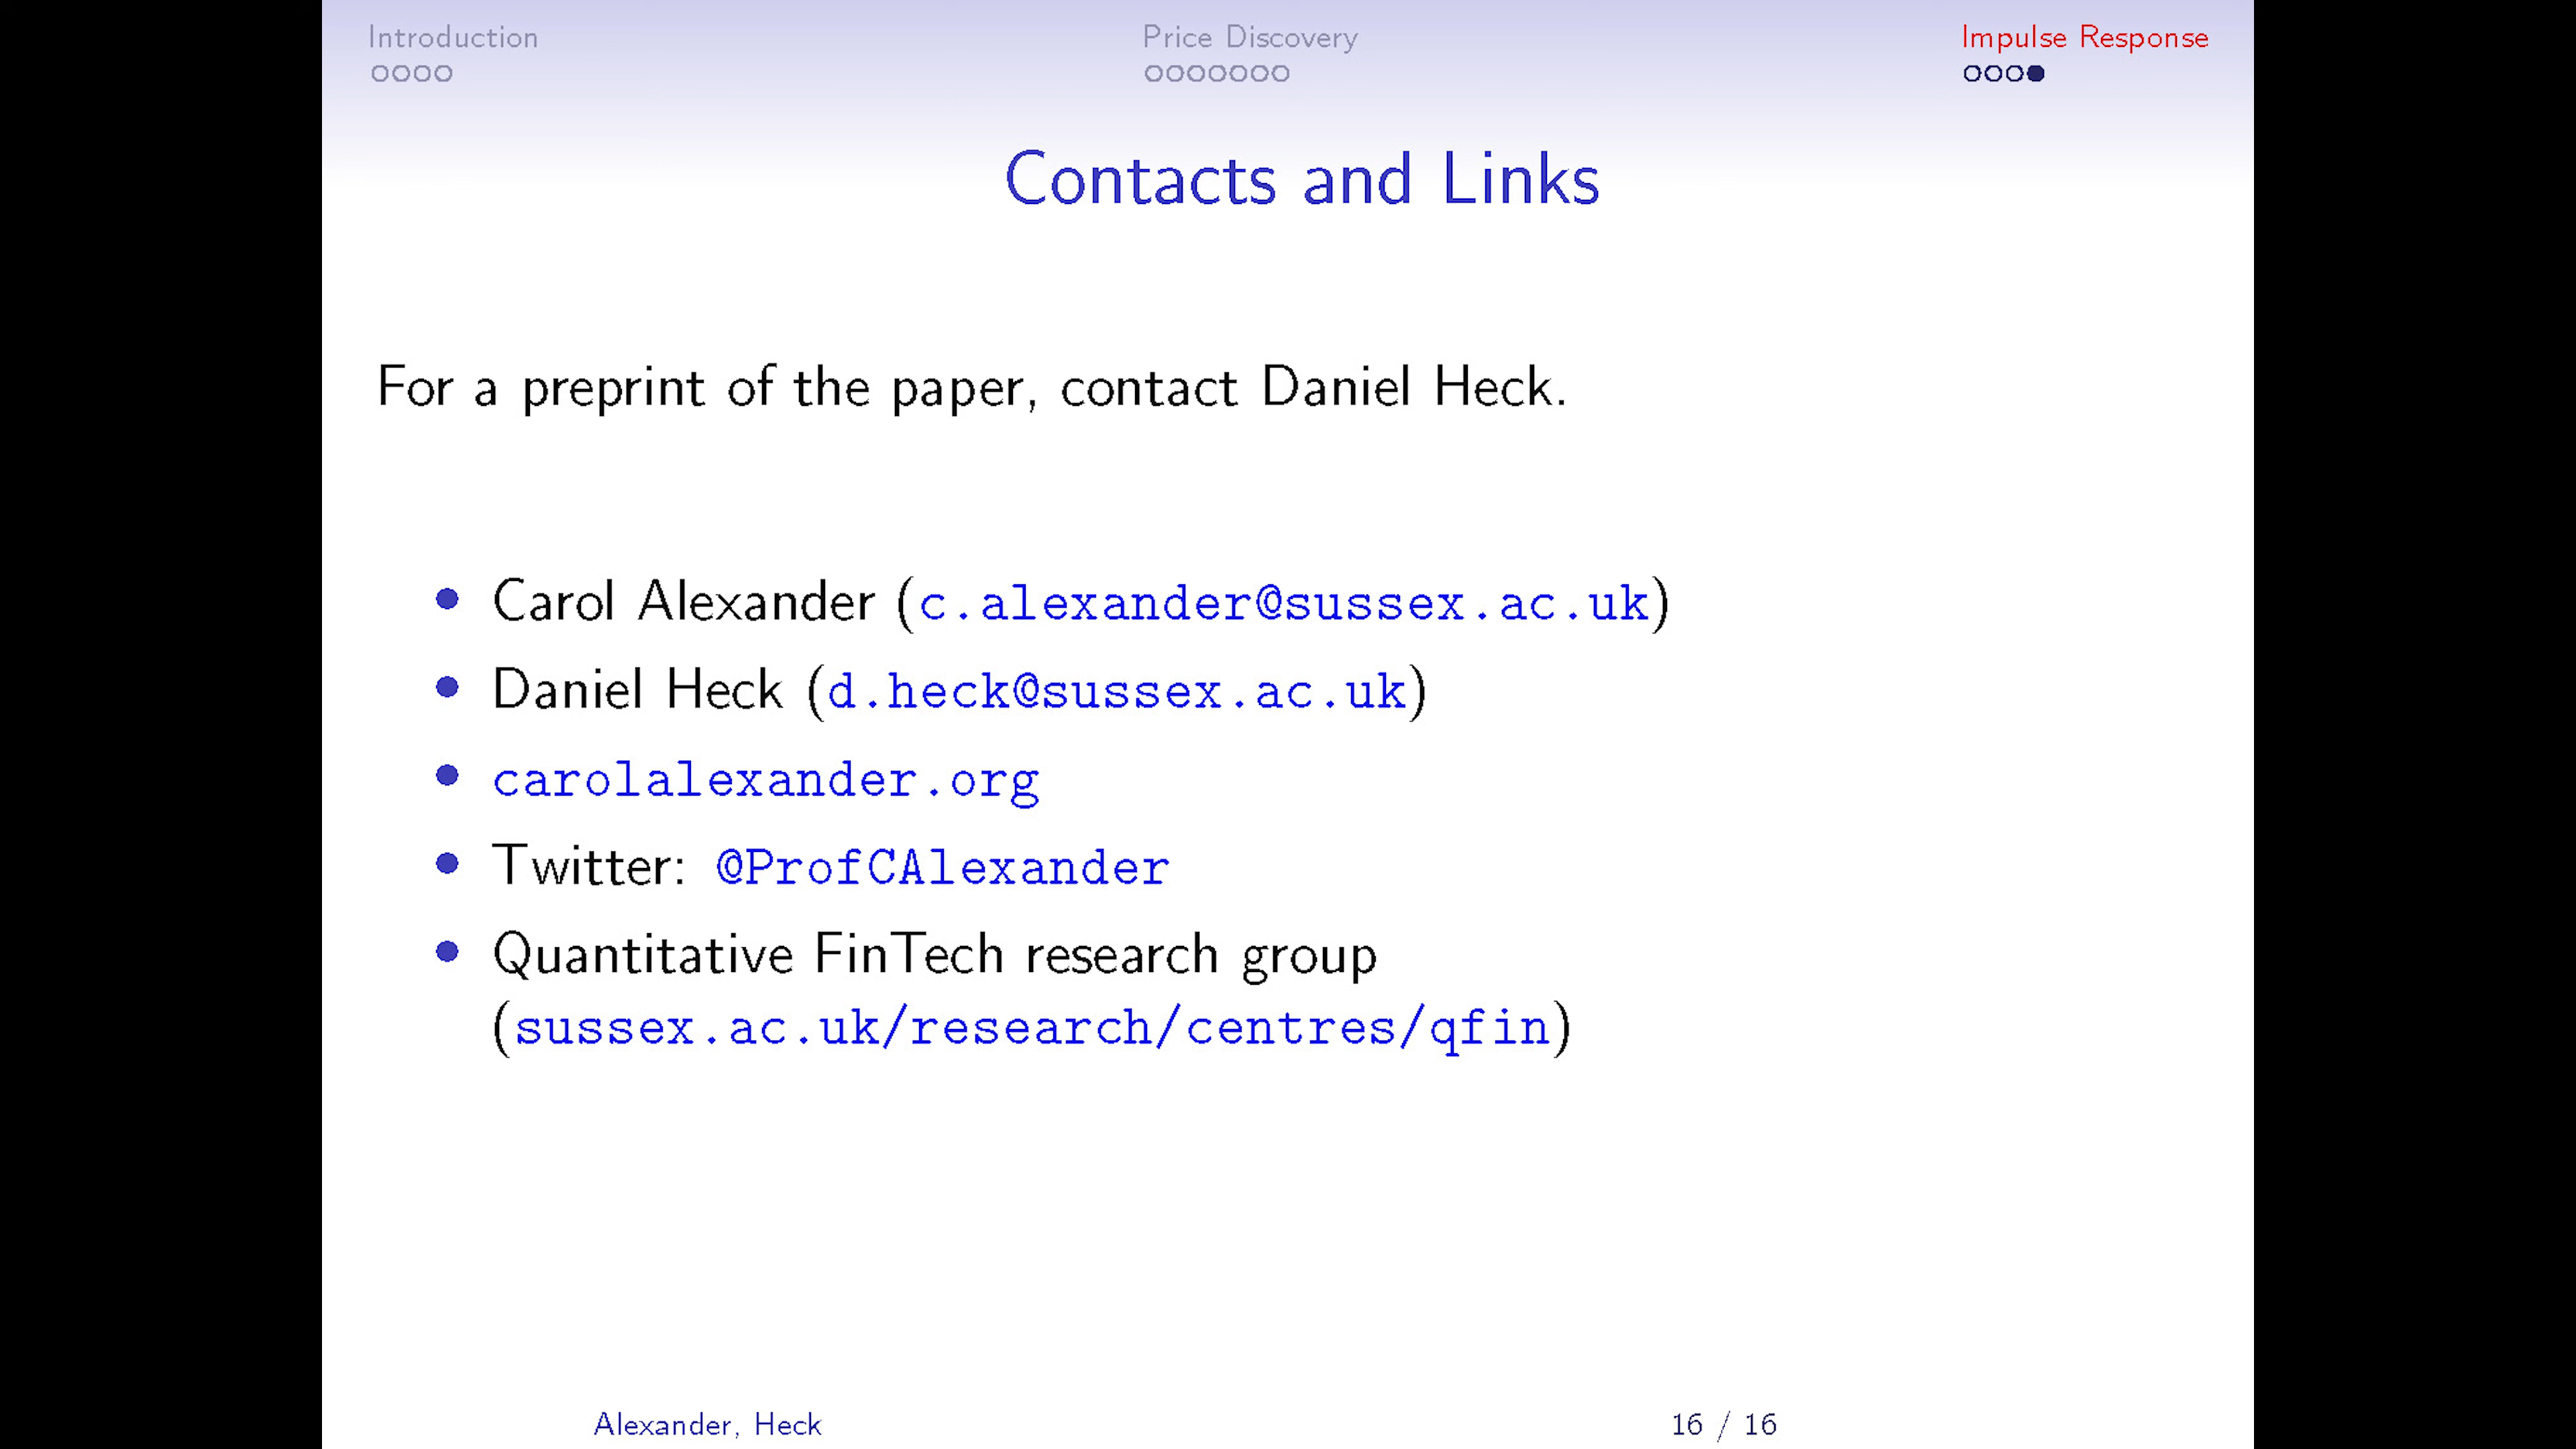 Introduction
Price Discovery
Impulse Response
Contacts and Links
For a preprint of the paper, contact Daniel Heck.
• Carol Alexander (c.alexander@sussex.ac.uk)
• Daniel Heck (d.heck@sussex.ac.uk)
• carolalexander.org
• Twitter: @ProfCAlexander
• Quantitative FinTech research group
(sussex.ac.uk/research/centres/qfin)
Alexander, Heck
16 / 16